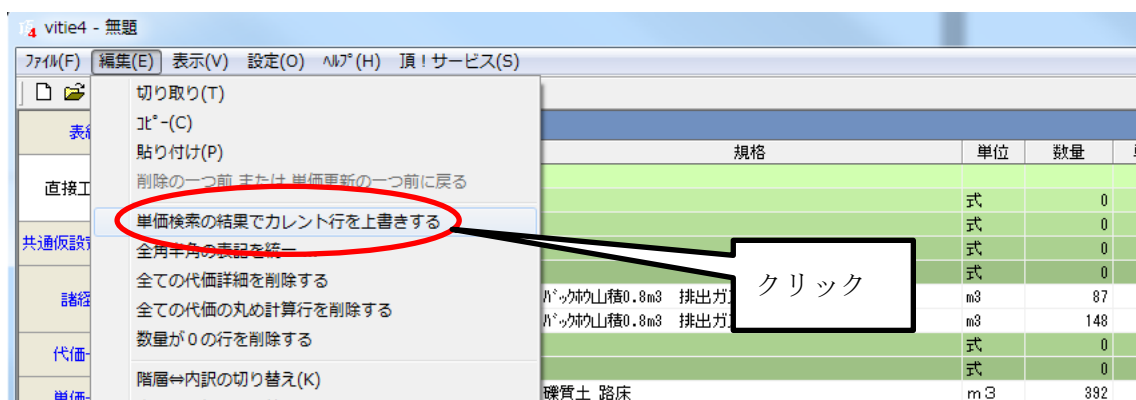 vitie4 - 無題
ﾌｧｲﾙ(F) 編集(E) 表示(V) 設定(O) ﾍﾙﾌﾟ(H) 頂！サービス(S)
切り取り(T)
ｺﾋﾟｰ(C)
貼り付け(P)
削除の一つ前 または 単価更新の一つ前に戻る
単価検索の結果でカレント行を上書きする
全角半角の表記を統一
全ての代価詳細を削除する
全ての代価の丸め計算行を削除する
数量が０の行を削除する
階層⇔内訳の切り替え(K)
直接工
共通仮設
諸経
代価
単価
クリック
規格 単位 数量
式 0
式 0
式 0
式 0
ﾊﾞｯｸﾎｳ山積0.8m3 排出ガ m3 87
ﾊﾞｯｸﾎｳ山積0.8m3 排出ガ m3 148
式 0
式 0
礫質土 路床 ｍ３ 392